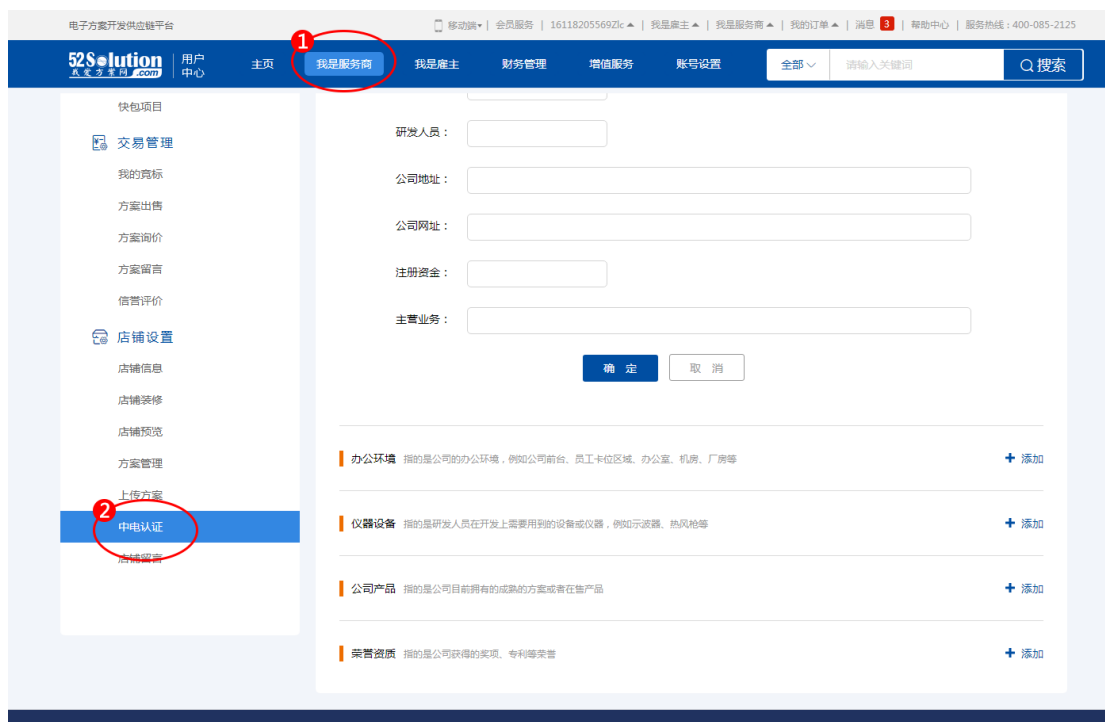 电子方案开发供应链平台
移动端 | 会员服务 | 16118205569Zlc | 我是雇主 | 我是服务商 | 我的订单 | 消息 3 | 帮助中心 | 服务热线：400-085-2125
1
52Solution
我爱方案网 .com
用户
中心
主页 我是服务商 我是雇主 财务管理 增值服务 账号设置 全部 请输入关键词 搜索
快包项目
交易管理
我的竞标
方案出售
方案询价
方案留言
信誉评价
店铺设置
店铺信息
店铺装修
店铺预览
方案管理
上传方案
2
中电认证
店铺留言
研发人员：
公司地址：
公司网址：
注册资金：
主营业务：
确 定 取 消
办公环境 指的是公司的办公环境，例如公司前台、员工卡位区域、办公室、机房、厂房等 + 添加
仪器设备 指的是研发人员在开发上需要用到的设备或仪器，例如示波器、热风枪等 + 添加
公司产品 指的是公司目前拥有的成熟的方案或者在售产品 + 添加
荣誉资质 指的是公司获得的奖项、专利等荣誉 + 添加